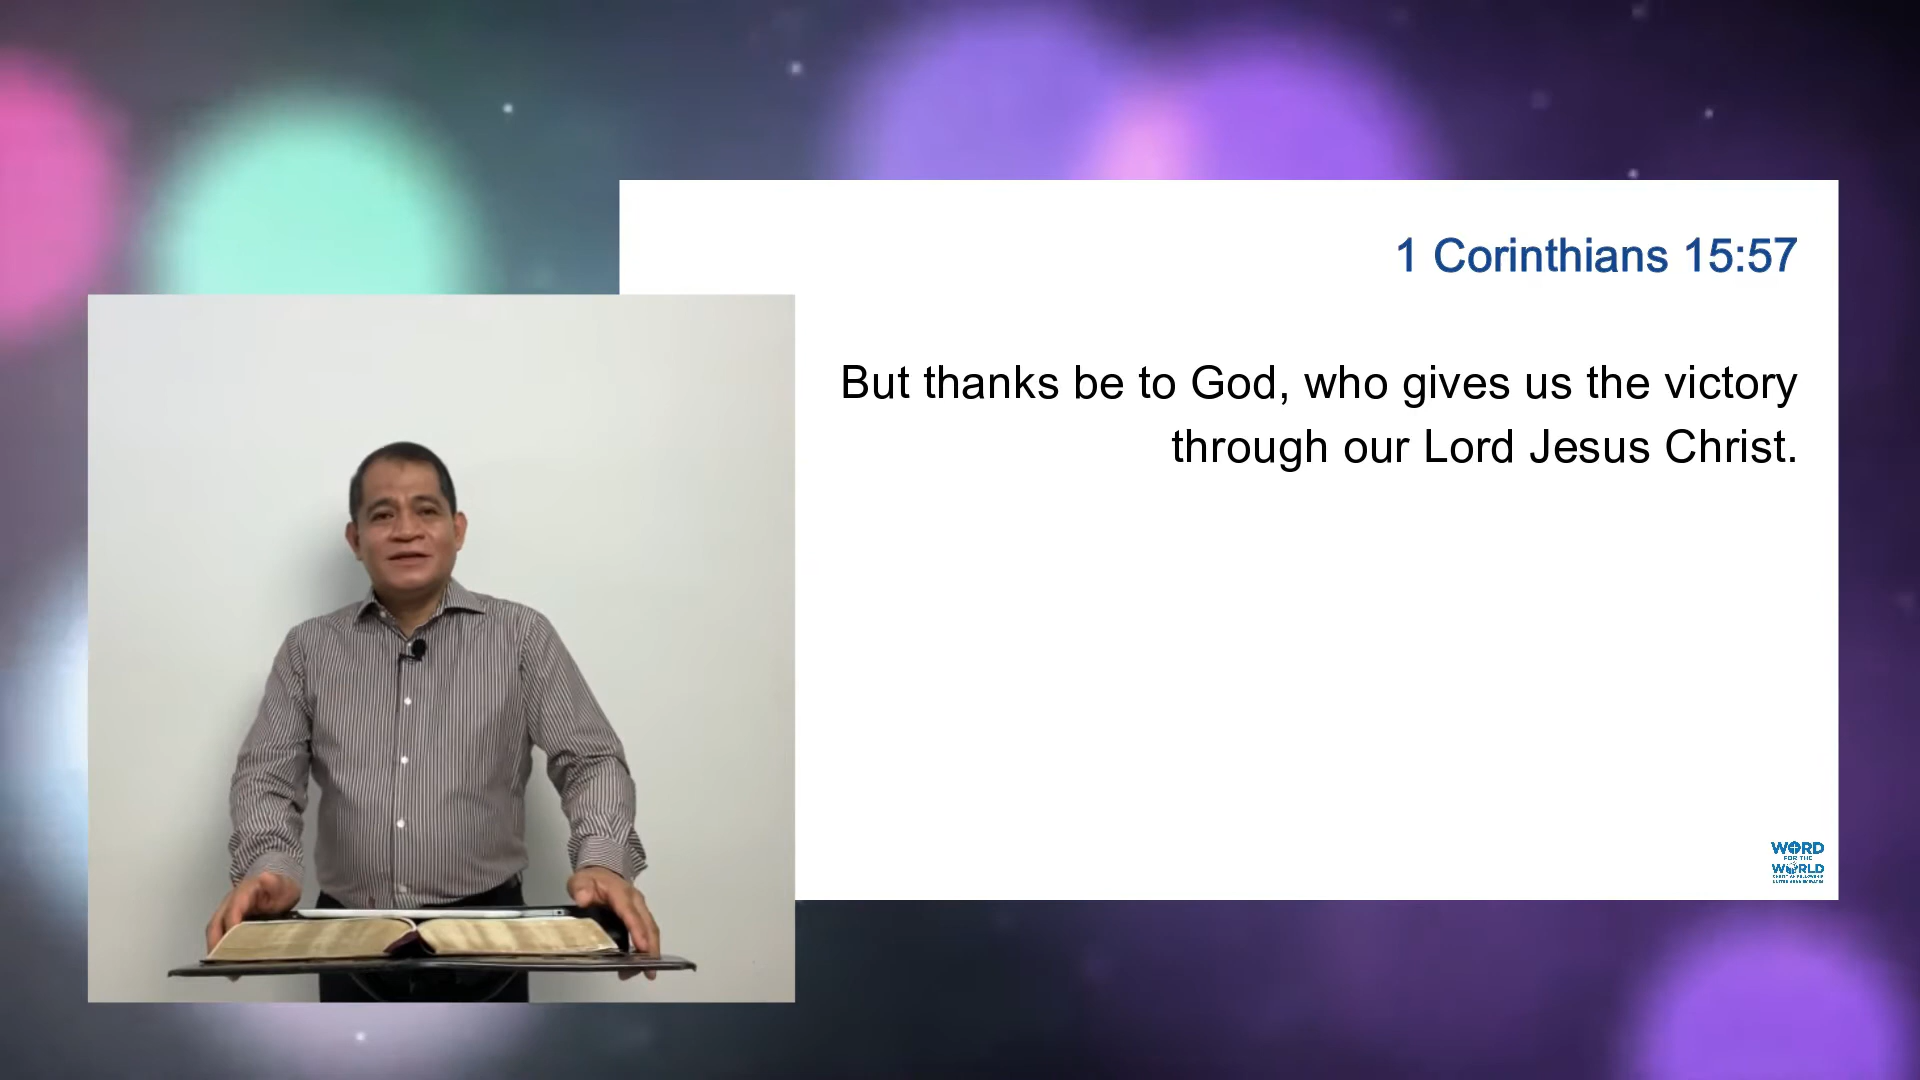 1 Corinthians 15:57
But thanks be to God, who gives us the victory
through our Lord Jesus Christ.
WORD
FOR THE
WORLD